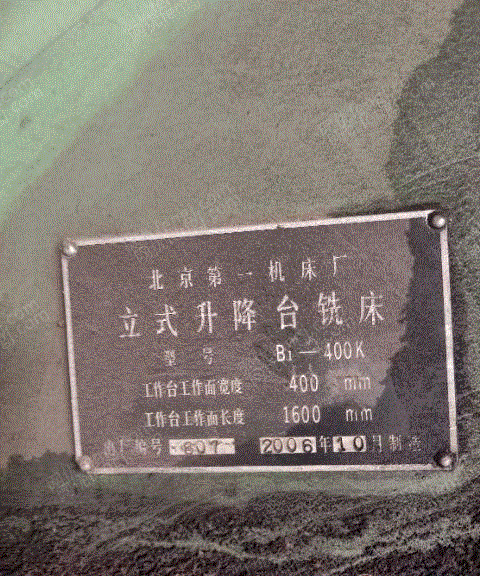 北京第一机床厂
立式升降台铣床
型号 B₁—400K
工作台工作面宽度 400 mm
工作台工作面长度 1600 mm
出厂编号 807 2006年10月制造